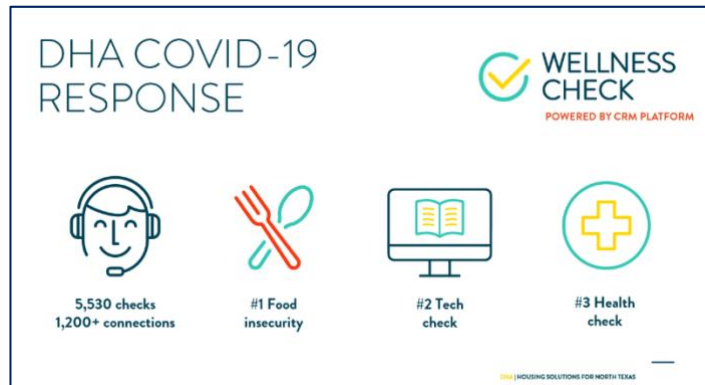 DHA COVID-19
RESPONSE
WELLNESS
CHECK
POWERED BY CRM PLATFORM
5,530 checks
1,200+ connections
#1 Food
insecurity
#2 Tech
check
#3 Health
check
DHA | HOUSING SOLUTIONS FOR NORTH TEXAS